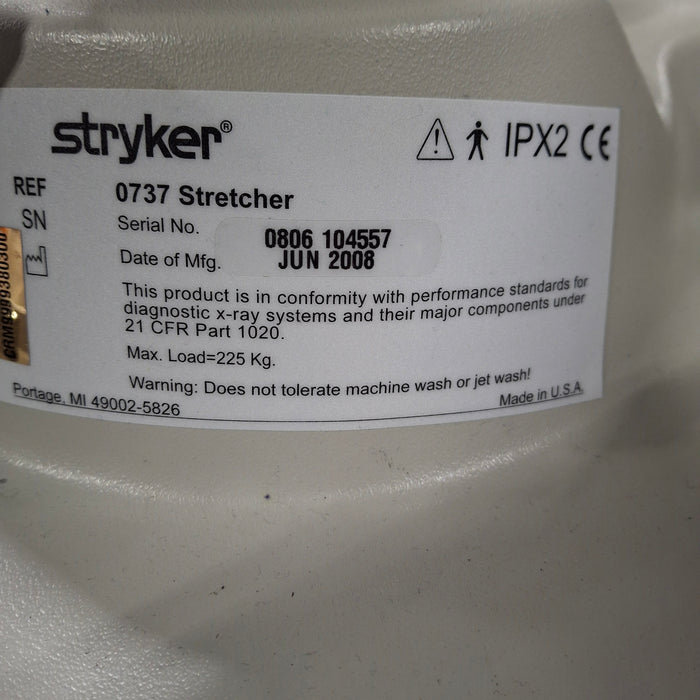 stryker®
IPX2 CE
REF 0737 Stretcher
SN Serial No. 0806 104557
Date of Mfg. JUN 2008
This product is in conformity with performance standards for
diagnostic x-ray systems and their major components under
21 CFR Part 1020.
Max. Load=225 Kg.
Warning: Does not tolerate machine wash or jet wash!
Portage, MI 49002-5826
Made in U.S.A.